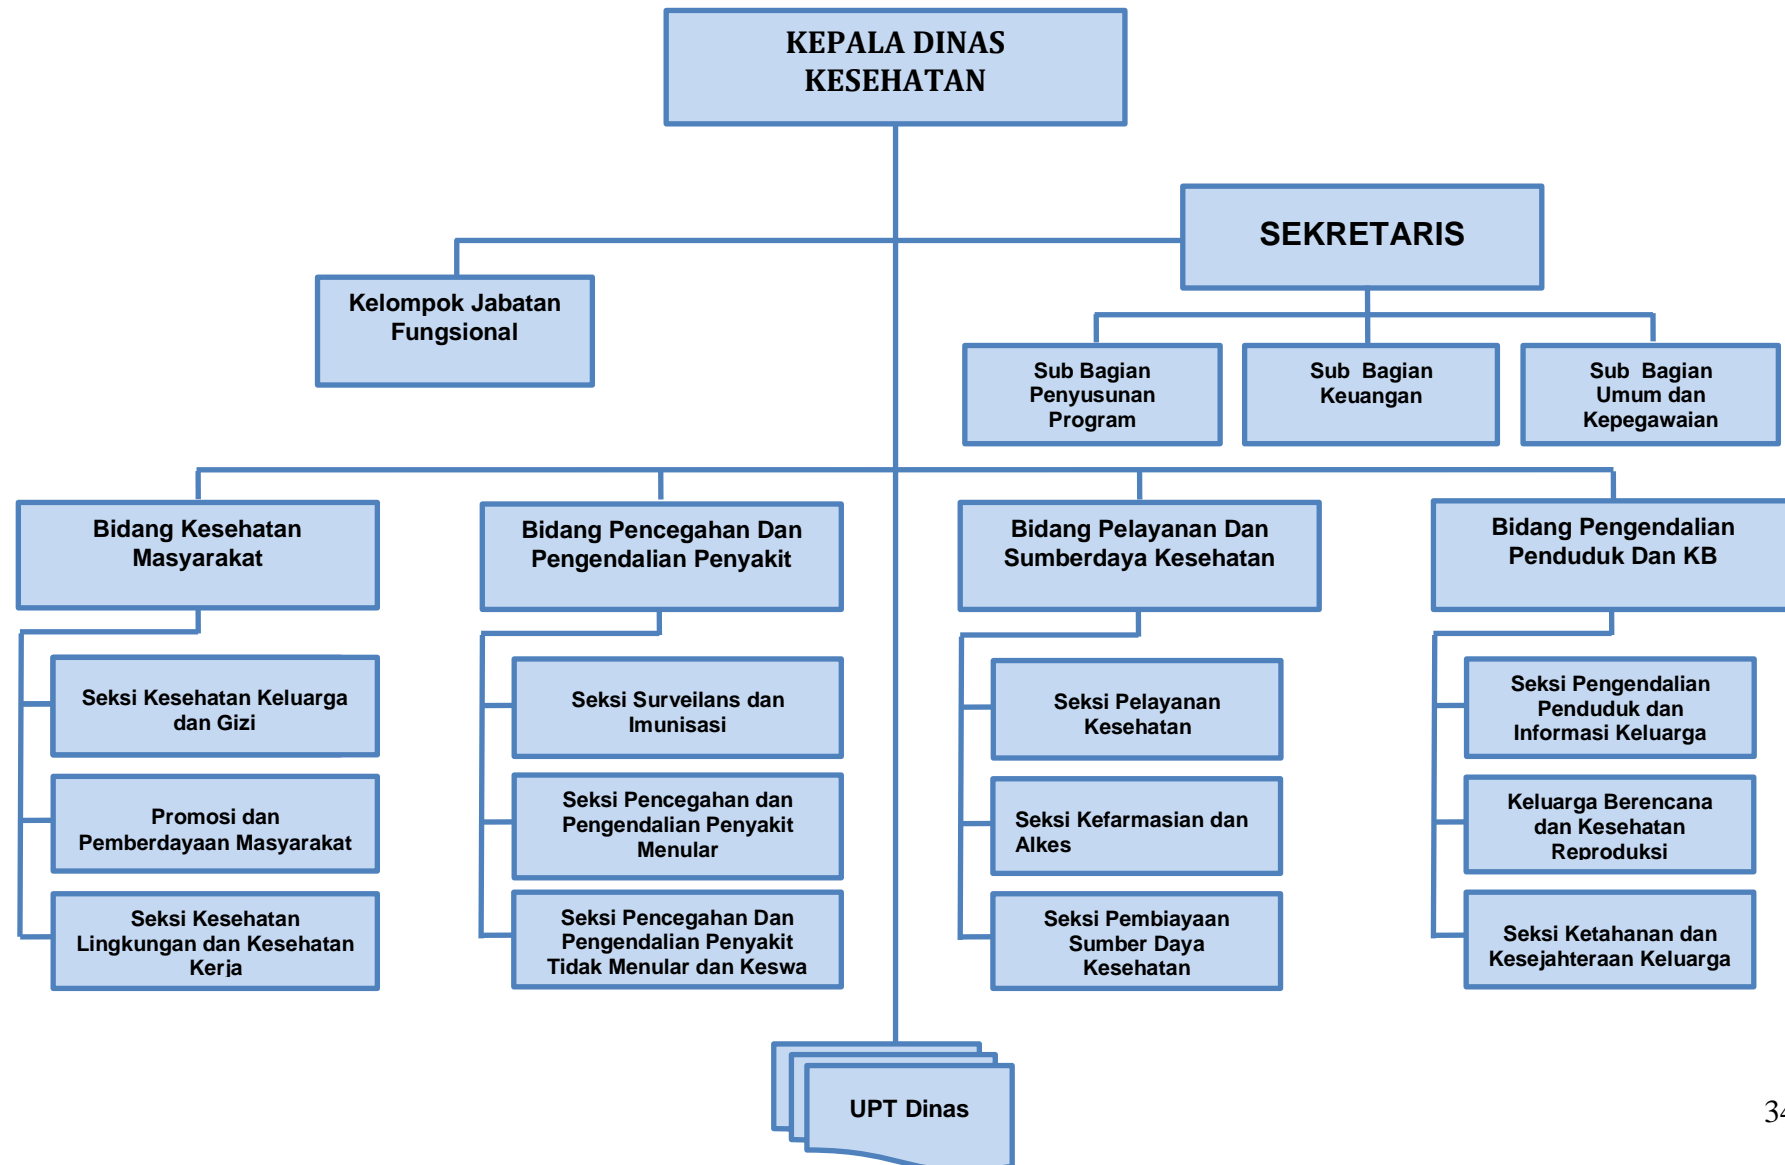 KEPALA DINAS
KESEHATAN
SEKRETARIS
Kelompok Jabatan
Fungsional
Sub Bagian
Penyusunan
Program
Sub Bagian
Keuangan
Sub Bagian
Umum dan
Kepegawaian
Bidang Kesehatan
Masyarakat
Bidang Pencegahan Dan
Pengendalian Penyakit
Bidang Pelayanan Dan
Sumberdaya Kesehatan
Bidang Pengendalian
Penduduk Dan KB
Seksi Kesehatan Keluarga
dan Gizi
Seksi Surveilans dan
Imunisasi
Seksi Pelayanan
Kesehatan
Seksi Pengendalian
Penduduk dan
Informasi Keluarga
Promosi dan
Pemberdayaan Masyarakat
Seksi Pencegahan dan
Pengendalian Penyakit
Menular
Seksi Kefarmasian dan
Alkes
Keluarga Berencana
dan Kesehatan
Reproduksi
Seksi Kesehatan
Lingkungan dan Kesehatan
Kerja
Seksi Pencegahan Dan
Pengendalian Penyakit
Tidak Menular dan Keswa
Seksi Pembiayaan
Sumber Daya
Kesehatan
Seksi Ketahanan dan
Kesejahteraan Keluarga
UPT Dinas
34